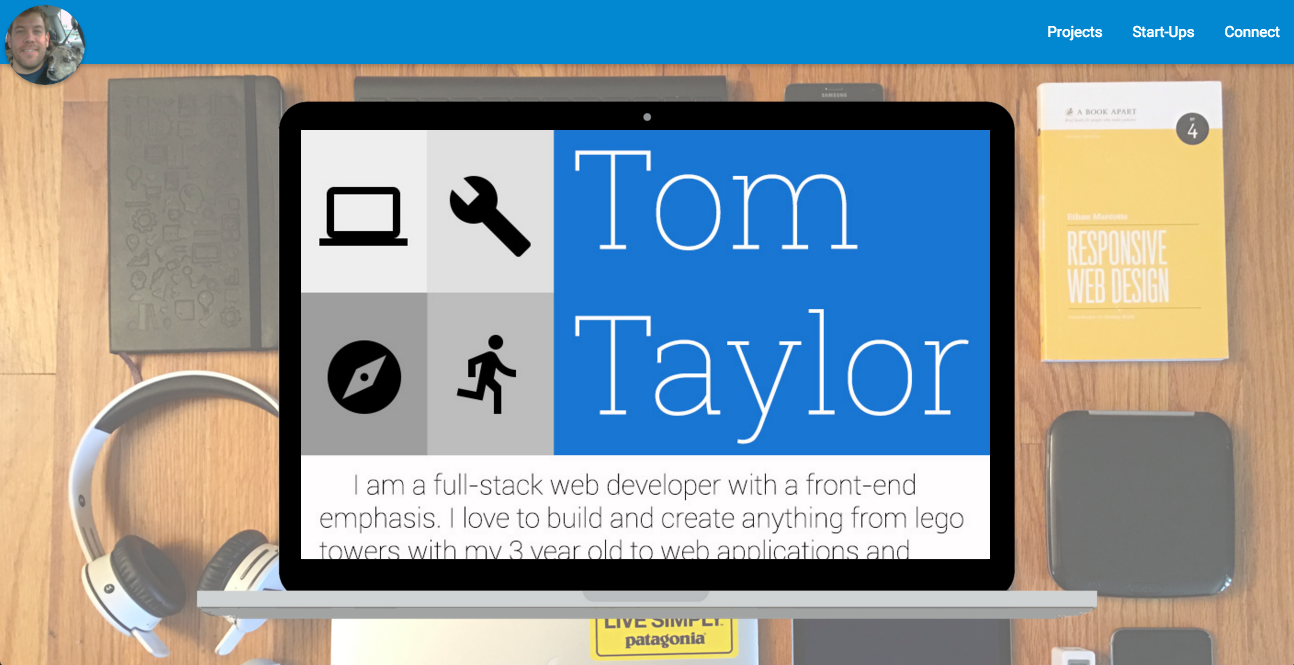 Projects Start-Ups Connect
SAMSUNG
A BOOK APART
4
Ethan Marcotte
RESPONSIVE
WEB DESIGN
Tom
Taylor
I am a full-stack web developer with a front-end
emphasis. I love to build and create anything from lego
towers with my 3 year old to web applications and
LIVE SIMPLY.
patagonia